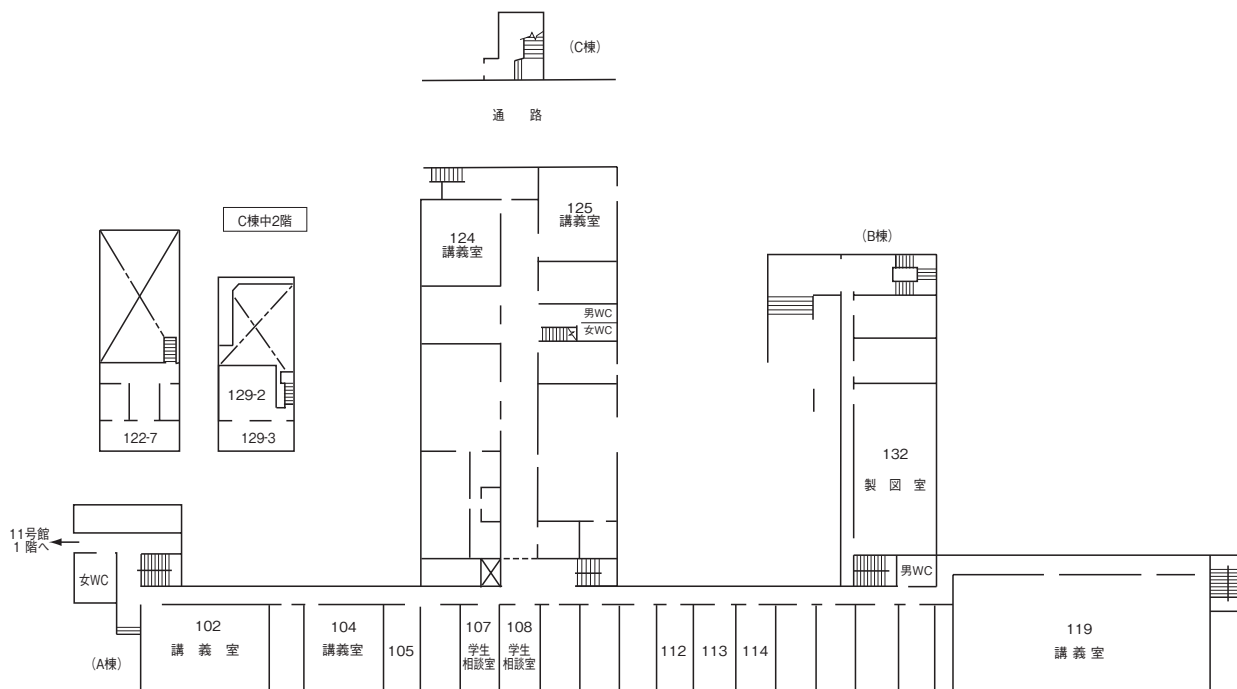 (C棟)
通 路
C棟中2階
125
講義室
124
講義室
(B棟)
男WC
女WC
129-2
122-7
129-3
132
製 図 室
11号館
1 階へ
女WC
男WC
102
講 義 室
104
講義室
105
107
学生
相談室
108
学生
相談室
112
113
114
119
講 義 室
(A棟)